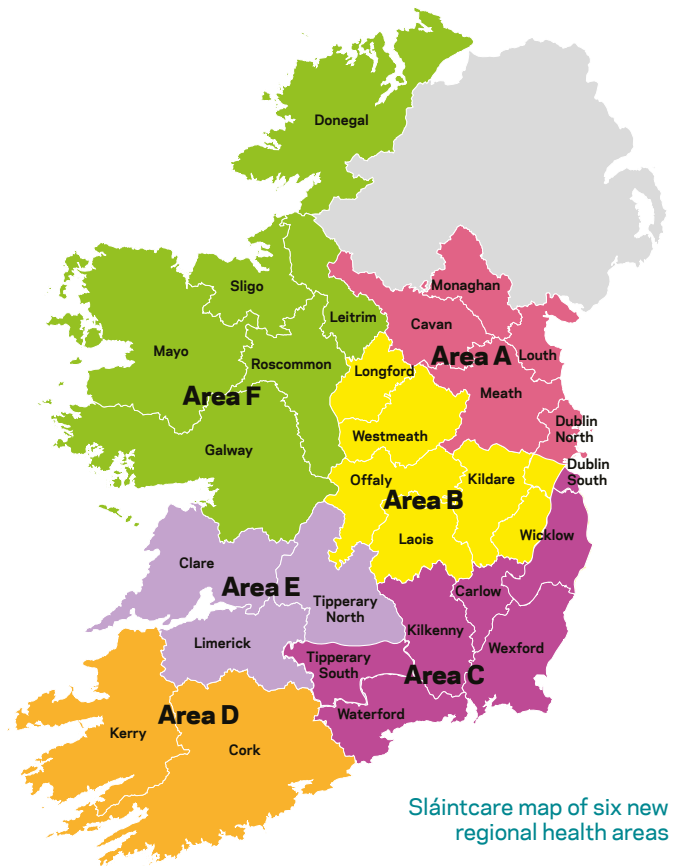 Donegal
Monaghan
Sligo
Leitrim
Cavan
Mayo
Area A
Louth
Roscommon
Longford
Area F
Meath
Dublin
North
Westmeath
Galway
Dublin
South
Offaly
Kildare
Area B
Laois
Wicklow
Clare
Area E
Carlow
Tipperary
North
Kilkenny
Limerick
Wexford
Tipperary
South
Area C
Area D
Waterford
Kerry
Cork
Sláintcare map of six new
regional health areas